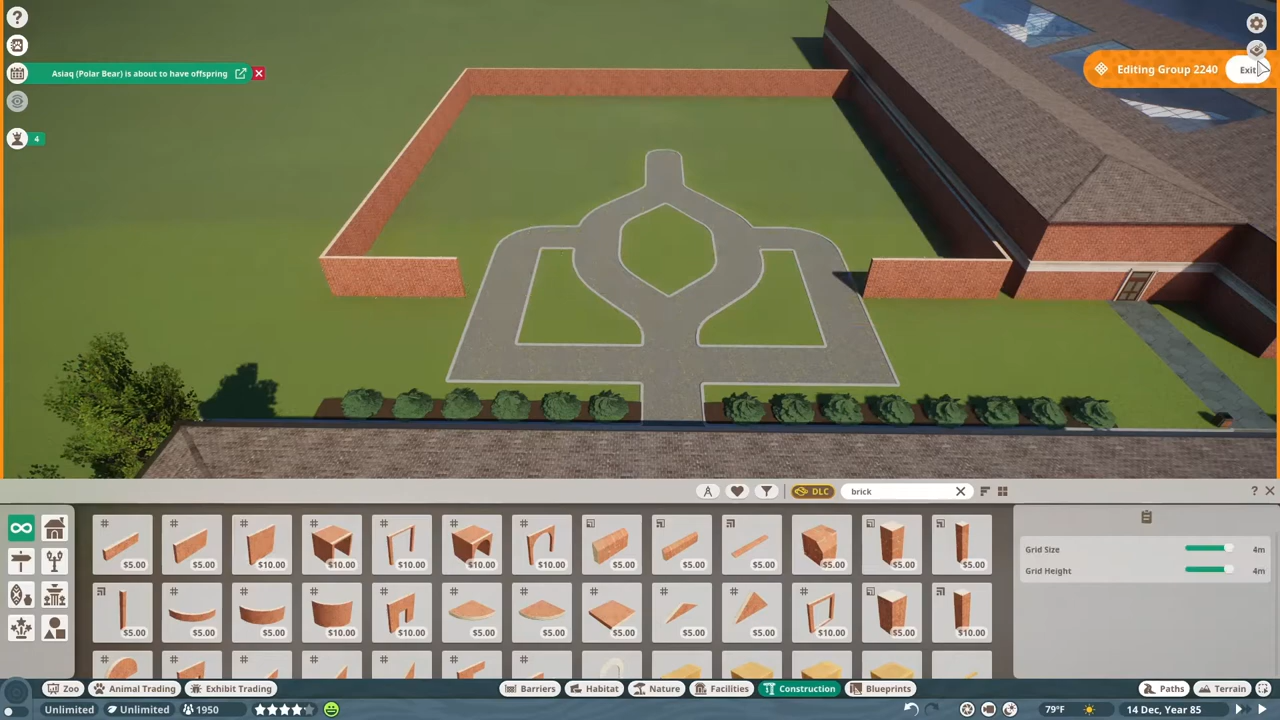 ?
Asiaq (Polar Bear) is about to have offspring
4
Editing Group 2240
Exit
DLC
brick
?
$5.00 $5.00 $10.00 $10.00 $10.00 $10.00 $10.00 $5.00 $5.00 $5.00 $5.00 $5.00 $5.00
Grid Size 4m
Grid Height 4m
$5.00 $5.00 $5.00 $10.00 $10.00 $5.00 $5.00 $5.00 $5.00 $5.00 $10.00 $5.00 $10.00
Zoo Animal Trading Exhibit Trading Barriers Habitat Nature Facilities Construction Blueprints Paths Terrain
Unlimited Unlimited 1950 79°F 14 Dec, Year 85